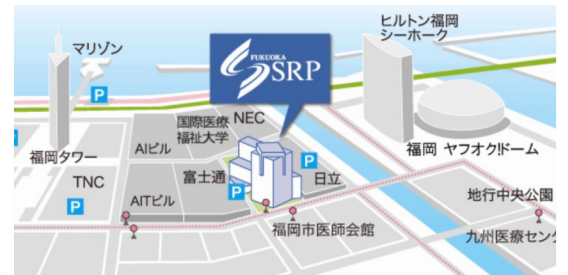 ヒルトン福岡
シーホーク
マリゾン
FUKUOKA
SRP
P
国際医療
福祉大学
NEC
AIビル
福岡 ヤフオクドーム
福岡タワー
P
富士通
日立
TNC
P
地行中央公園
P
AITビル
福岡市医師会館
九州医療セン